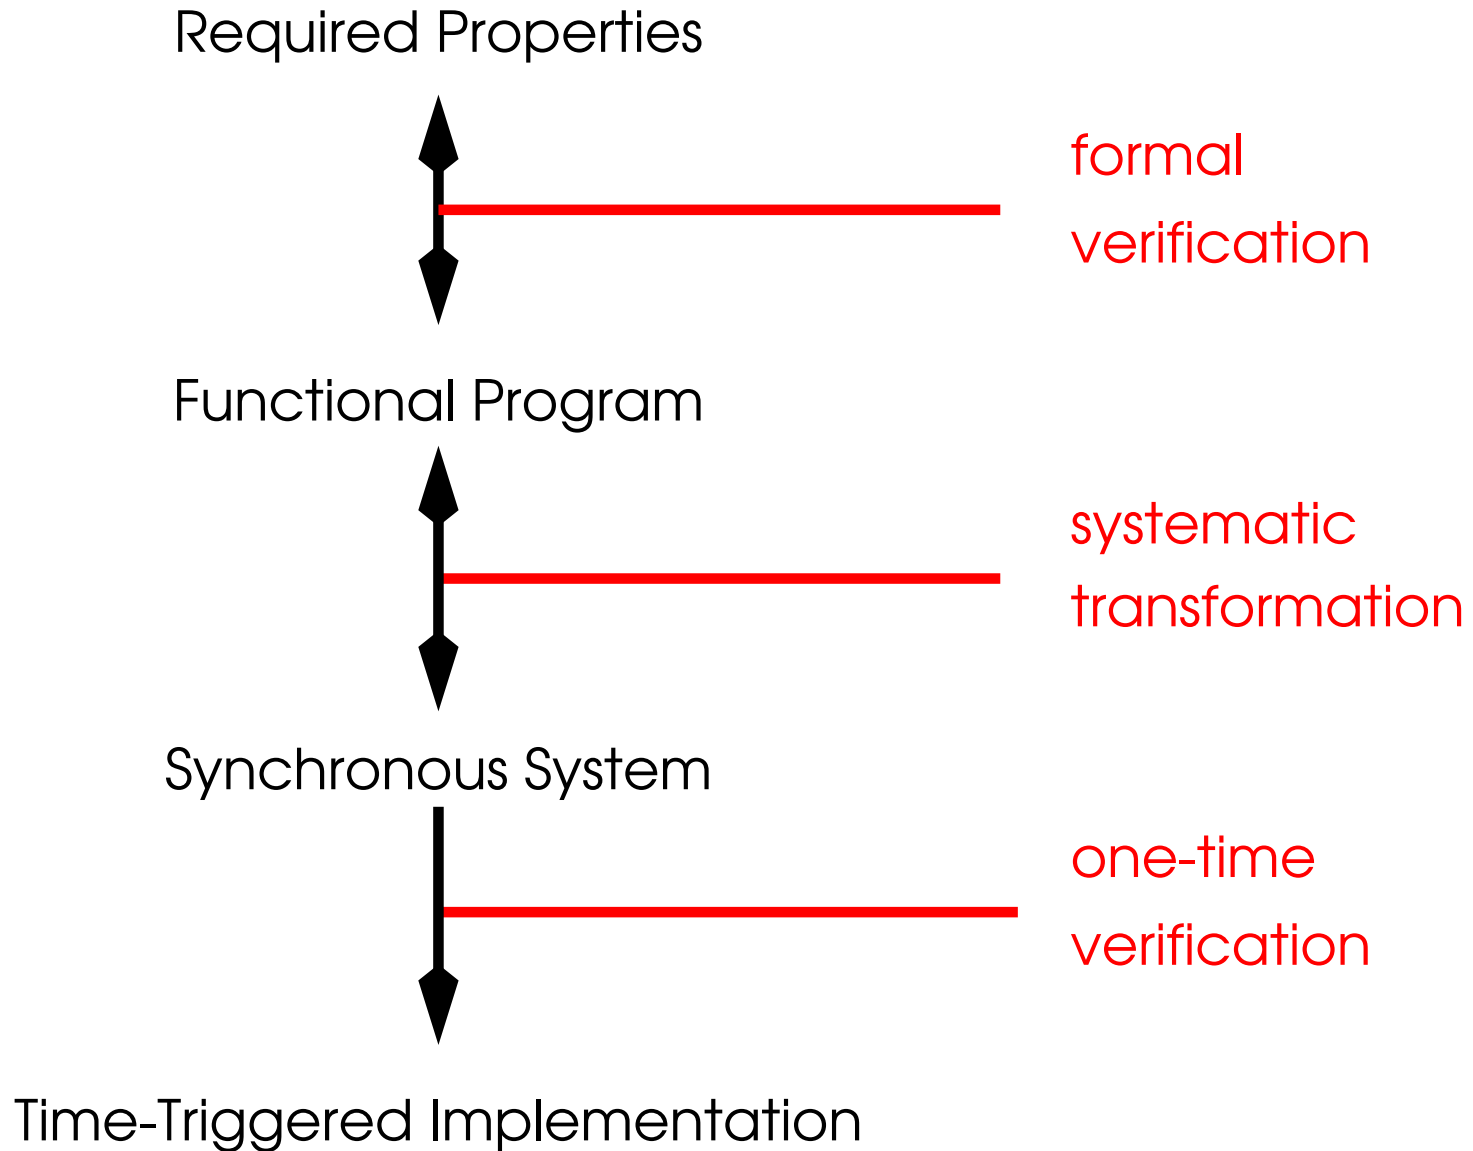 Required Properties
formal
verification
Functional Program
systematic
transformation
Synchronous System
one-time
verification
Time-Triggered Implementation